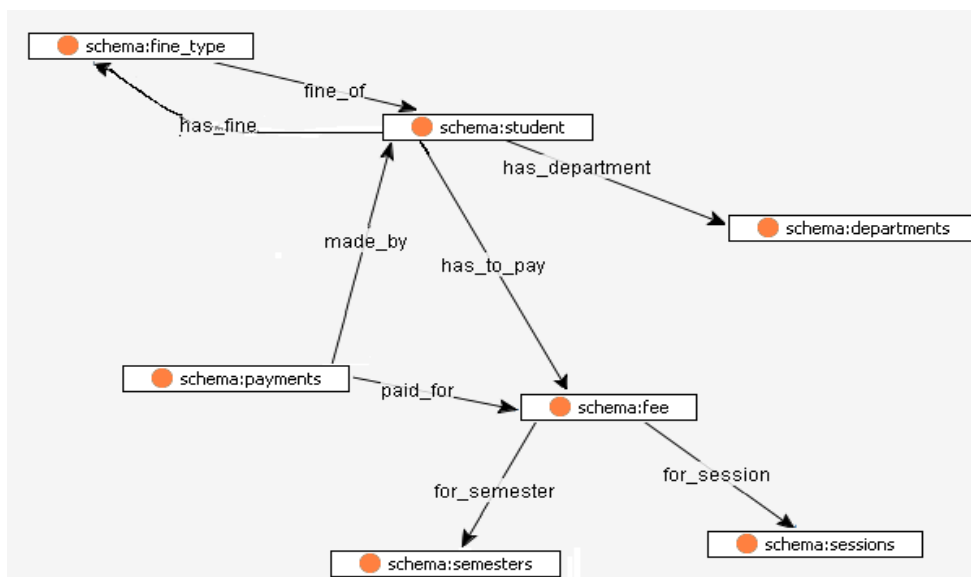 schema:fine_type
fine_of
has_fine
schema:student
has_department
schema:departments
made_by
has_to_pay
schema:payments
paid_for
schema:fee
for_semester
for_session
schema:sessions
schema:semesters